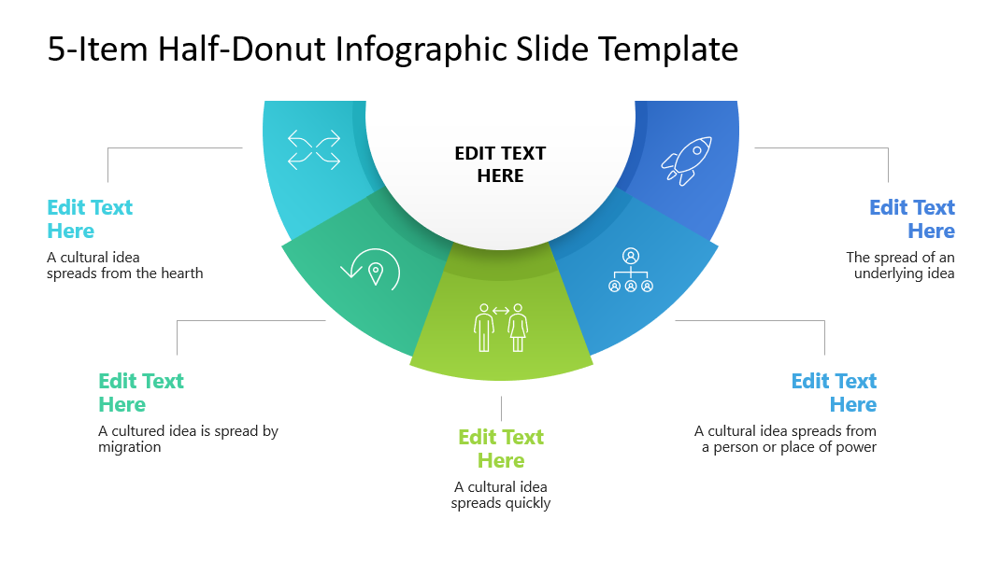 5-Item Half-Donut Infographic Slide Template
EDIT TEXT
HERE
Edit Text
Here
A cultural idea
spreads from the hearth
Edit Text
Here
A cultured idea is spread by
migration
Edit Text
Here
A cultural idea
spreads quickly
Edit Text
Here
A cultural idea spreads from
a person or place of power
Edit Text
Here
The spread of an
underlying idea